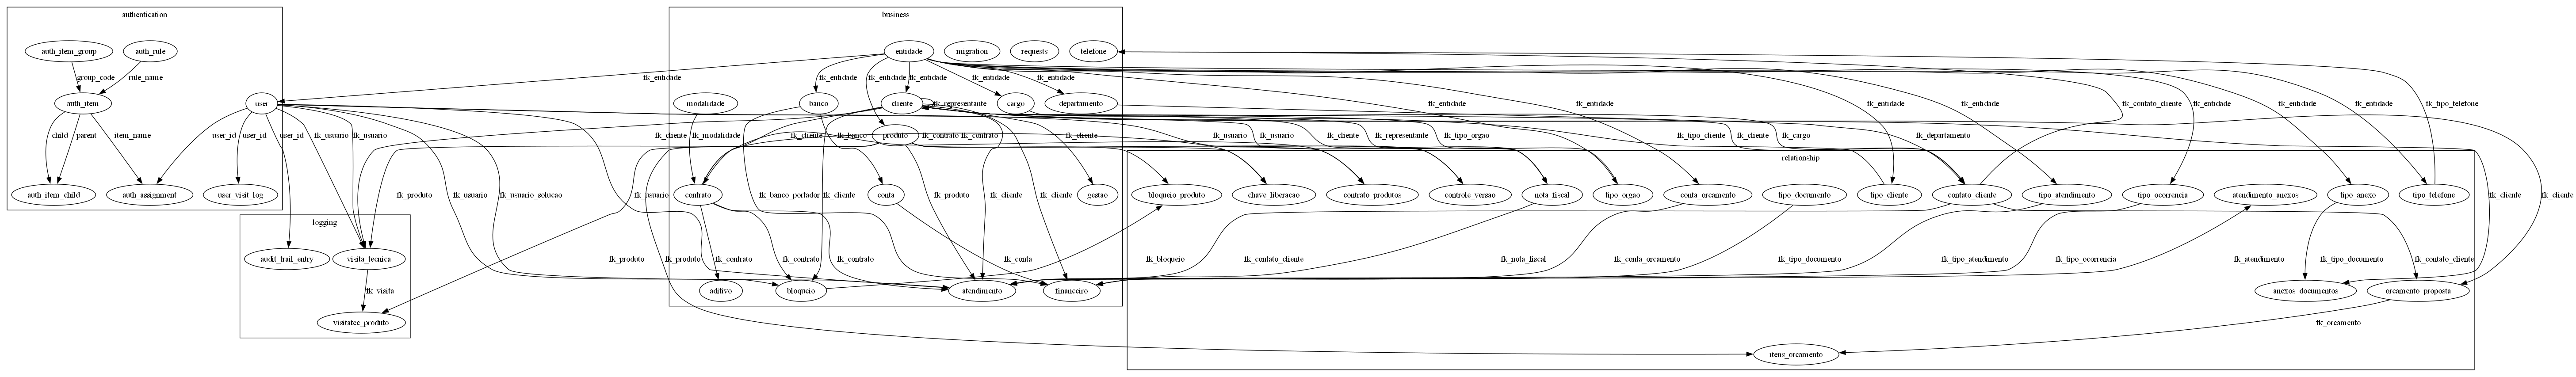 authentication
business
auth_item_group
auth_rule
entidade
migration
requests
telefone
group_code
rule_name
fk_entidade
fk_entidade
fk_entidade
fk_entidade
fk_entidade
fk_entidade
fk_entidade
fk_entidade
fk_contato_cliente
fk_entidade
fk_entidade
fk_entidade
fk_entidade
fk_entidade
fk_tipo_telefone
auth_item
user
modalidade
banco
cliente
fk_representante
cargo
departamento
child
parent
item_name
user_id
user_id
user_id
fk_usuario
fk_usuario
fk_cliente
fk_modalidade
fk_cliente
fk_banco
produto
fk_contrato
fk_contrato
fk_cliente
fk_usuario
fk_usuario
fk_cliente
fk_representante
fk_tipo_orgao
fk_tipo_cliente
fk_cliente
fk_cargo
fk_departamento
relationship
auth_item_child
auth_assignment
user_visit_log
fk_produto
fk_usuario
fk_usuario_solucao
fk_usuario
contrato
fk_banco_portador
fk_cliente
conta
fk_produto
fk_cliente
fk_cliente
gestao
bloqueio_produto
chave_liberacao
contrato_produtos
controle_versao
nota_fiscal
tipo_orgao
conta_orcamento
tipo_documento
tipo_cliente
contato_cliente
tipo_atendimento
tipo_ocorrencia
atendimento_anexos
tipo_anexo
tipo_telefone
fk_cliente
fk_cliente
logging
audit_trail_entry
visita_tecnica
fk_produto
fk_produto
fk_contrato
fk_contrato
fk_contrato
fk_conta
fk_bloqueio
fk_contato_cliente
fk_nota_fiscal
fk_conta_orcamento
fk_tipo_documento
fk_tipo_atendimento
fk_tipo_ocorrencia
fk_atendimento
fk_tipo_documento
fk_contato_cliente
fk_visita
aditivo
bloqueio
atendimento
financeiro
anexos_documentos
orcamento_proposta
visitatec_produto
fk_orcamento
itens_orcamento